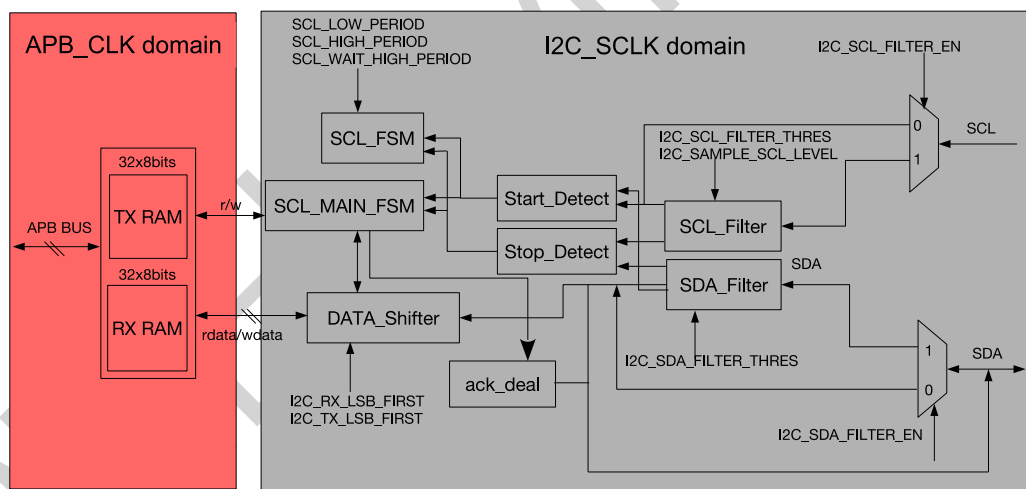 APB_CLK domain
32x8bits
TX RAM
32x8bits
RX RAM
APB BUS
r/w
rdata/wdata
SCL_LOW_PERIOD
SCL_HIGH_PERIOD
SCL_WAIT_HIGH_PERIOD
I2C_SCLK domain
I2C_SCL_FILTER_EN
SCL_FSM
0
1
SCL
I2C_SCL_FILTER_THRES
I2C_SAMPLE_SCL_LEVEL
SCL_MAIN_FSM
Start_Detect
SCL_Filter
Stop_Detect
SDA
SDA_Filter
DATA_Shifter
I2C_SDA_FILTER_THRES
1
0
SDA
ack_deal
I2C_RX_LSB_FIRST
I2C_TX_LSB_FIRST
I2C_SDA_FILTER_EN